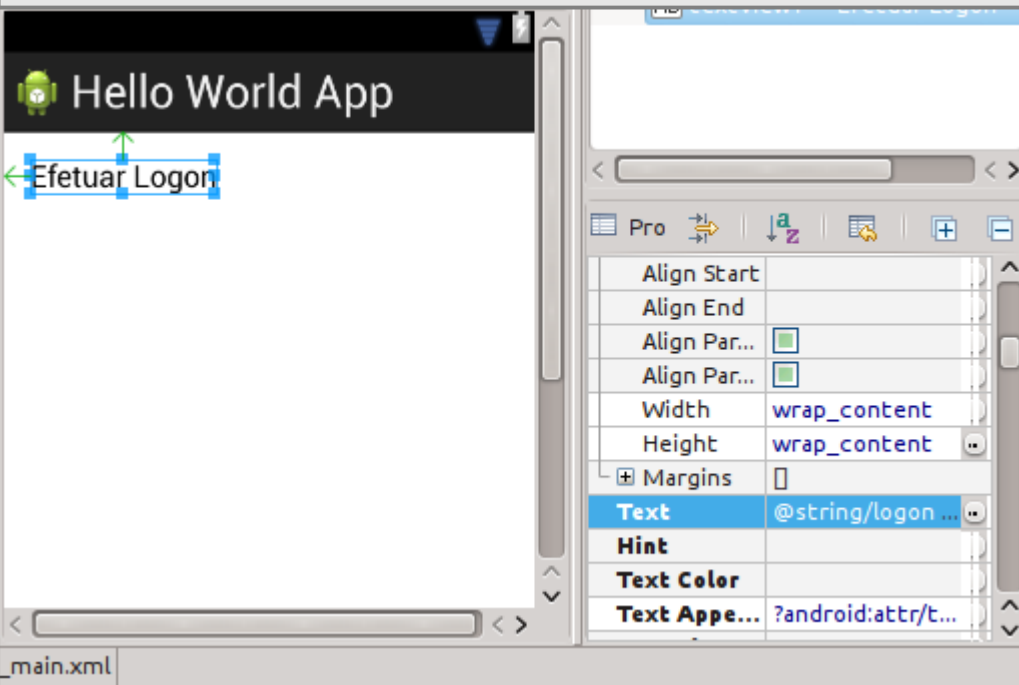 Hello World App
Efetuar Logon
Pro
Align Start
Align End
Align Par...
Align Par...
Width wrap_content
Height wrap_content
Margins []
Text @string/logon ...
Hint
Text Color
Text Appe... ?android:attr/t...
_main.xml